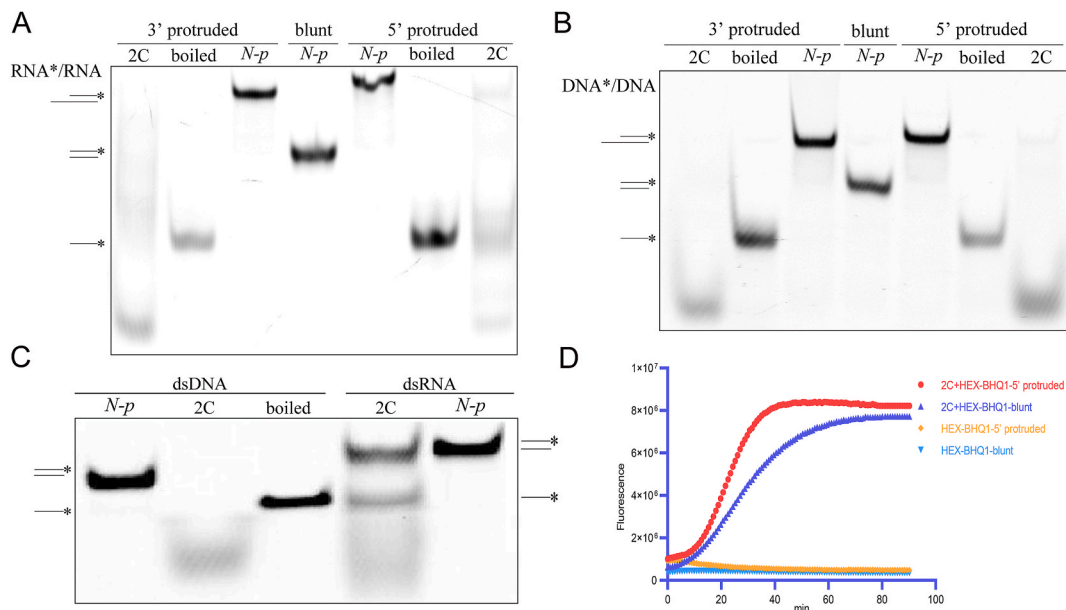 A
3’ protruded blunt 5’ protruded
2C boiled N-p N-p N-p boiled 2C
RNA*/RNA
*
*
*
B
3’ protruded blunt 5’ protruded
2C boiled N-p N-p N-p boiled 2C
DNA*/DNA
*
*
*
C
dsDNA dsRNA
N-p 2C boiled 2C N-p
*
*
*
*
D
1×10⁷
8×10⁶
6×10⁶
4×10⁶
2×10⁶
0
Fluorescence
0 20 40 60 80 100
min
2C+HEX-BHQ1-5’ protruded
2C+HEX-BHQ1-blunt
HEX-BHQ1-5’ protruded
HEX-BHQ1-blunt